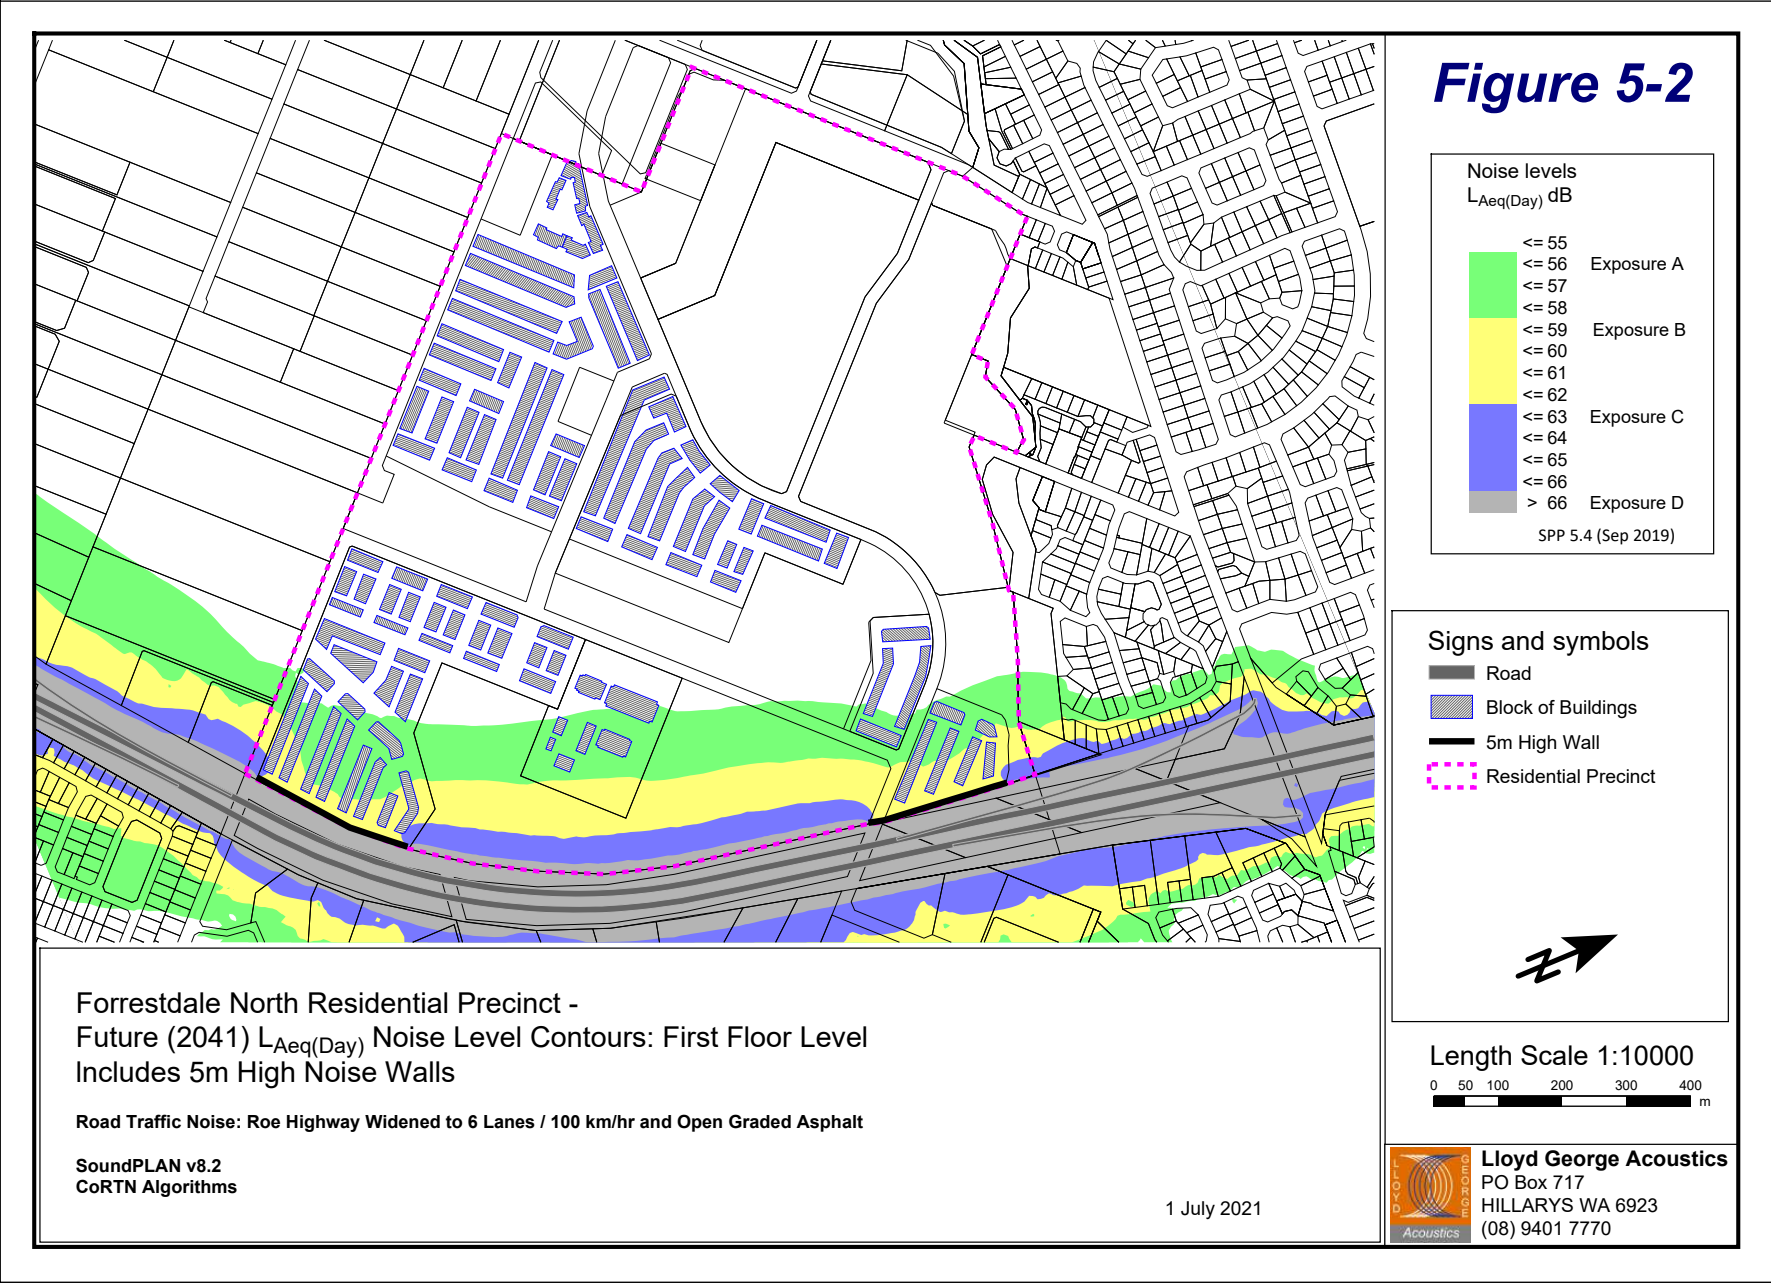 Figure 5-2
Noise levels
LAeq(Day) dB
<= 55
<= 56 Exposure A
<= 57
<= 58
<= 59 Exposure B
<= 60
<= 61
<= 62
<= 63 Exposure C
<= 64
<= 65
<= 66
> 66 Exposure D
SPP 5.4 (Sep 2019)
Signs and symbols
Road
Block of Buildings
5m High Wall
Residential Precinct
Length Scale 1:10000
0 50 100 200 300 400
m
Forrestdale North Residential Precinct -
Future (2041) LAeq(Day) Noise Level Contours: First Floor Level
Includes 5m High Noise Walls
Road Traffic Noise: Roe Highway Widened to 6 Lanes / 100 km/hr and Open Graded Asphalt
SoundPLAN v8.2
CoRTN Algorithms
1 July 2021
LLOYD
GEORGE
Acoustics
Lloyd George Acoustics
PO Box 717
HILLARYS WA 6923
(08) 9401 7770